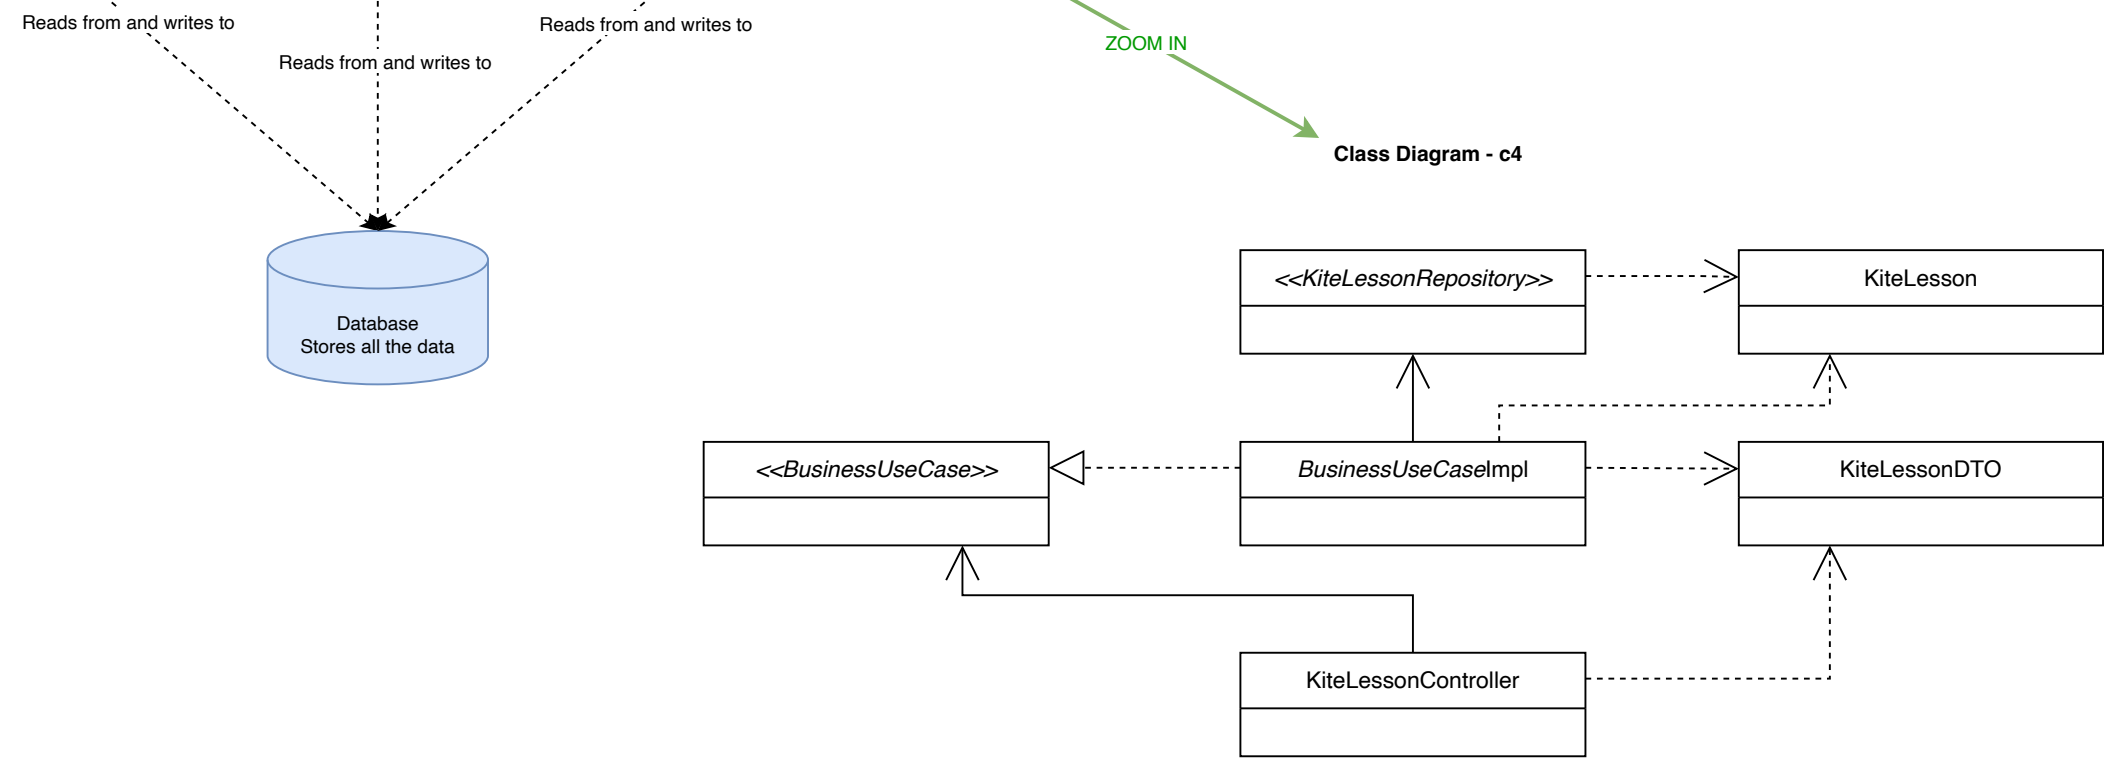 Reads from and writes to
Reads from and writes to
Reads from and writes to
ZOOM IN
Class Diagram - c4
Database
Stores all the data
<<KiteLessonRepository>>
KiteLesson
<<BusinessUseCase>>
BusinessUseCaseImpl
KiteLessonDTO
KiteLessonController